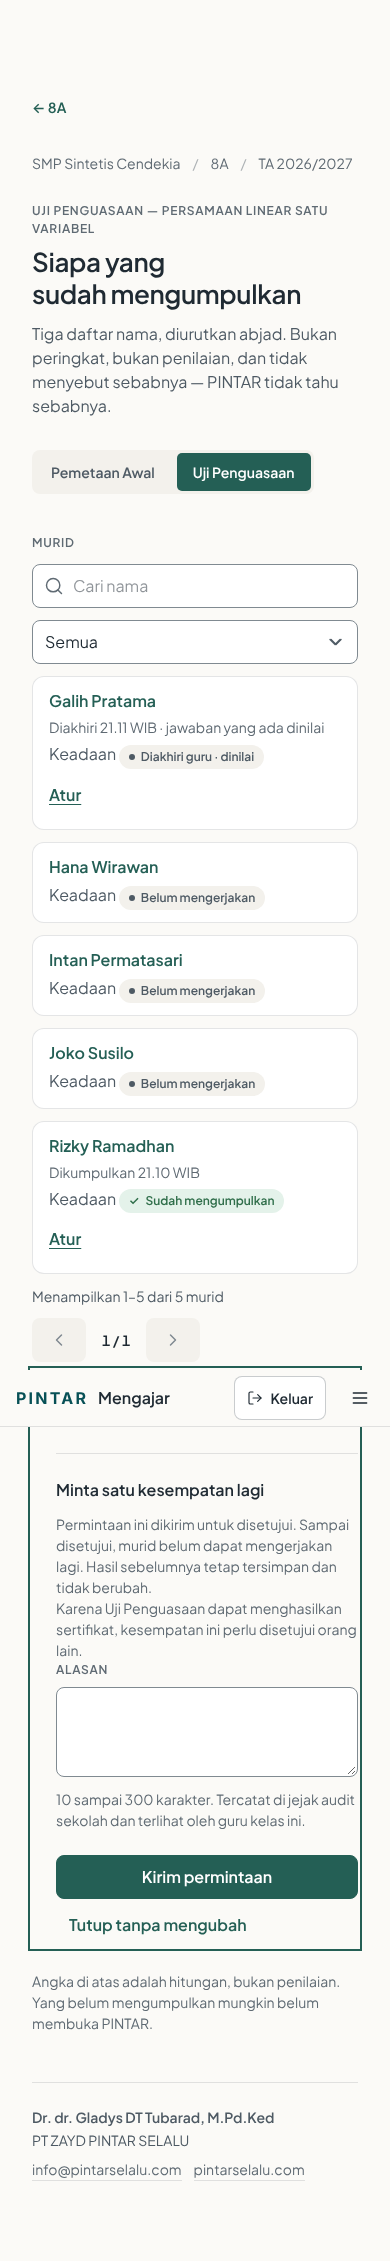 ← 8A
SMP Sintetis Cendekia / 8A / TA 2026/2027
UJI PENGUASAAN — PERSAMAAN LINEAR SATU
VARIABEL
Siapa yang
sudah mengumpulkan
Tiga daftar nama, diurutkan abjad. Bukan
peringkat, bukan penilaian, dan tidak
menyebut sebabnya — PINTAR tidak tahu
sebabnya.
Pemetaan Awal Uji Penguasaan
MURID
Cari nama
Semua
Galih Pratama
Diakhiri 21.11 WIB · jawaban yang ada dinilai
Keadaan Diakhiri guru · dinilai
Atur
Hana Wirawan
Keadaan Belum mengerjakan
Intan Permatasari
Keadaan Belum mengerjakan
Joko Susilo
Keadaan Belum mengerjakan
Rizky Ramadhan
Dikumpulkan 21.10 WIB
Keadaan ✓ Sudah mengumpulkan
Atur
Menampilkan 1–5 dari 5 murid
1/1
PINTAR Mengajar Keluar
Minta satu kesempatan lagi
Permintaan ini dikirim untuk disetujui. Sampai
disetujui, murid belum dapat mengerjakan
lagi. Hasil sebelumnya tetap tersimpan dan
tidak berubah.
Karena Uji Penguasaan dapat menghasilkan
sertifikat, kesempatan ini perlu disetujui orang
lain.
ALASAN
10 sampai 300 karakter. Tercatat di jejak audit
sekolah dan terlihat oleh guru kelas ini.
Kirim permintaan
Tutup tanpa mengubah
Angka di atas adalah hitungan, bukan penilaian.
Yang belum mengumpulkan mungkin belum
membuka PINTAR.
Dr. dr. Gladys DT Tubarad, M.Pd.Ked
PT ZAYD PINTAR SELALU
info@pintarselalu.com pintarselalu.com